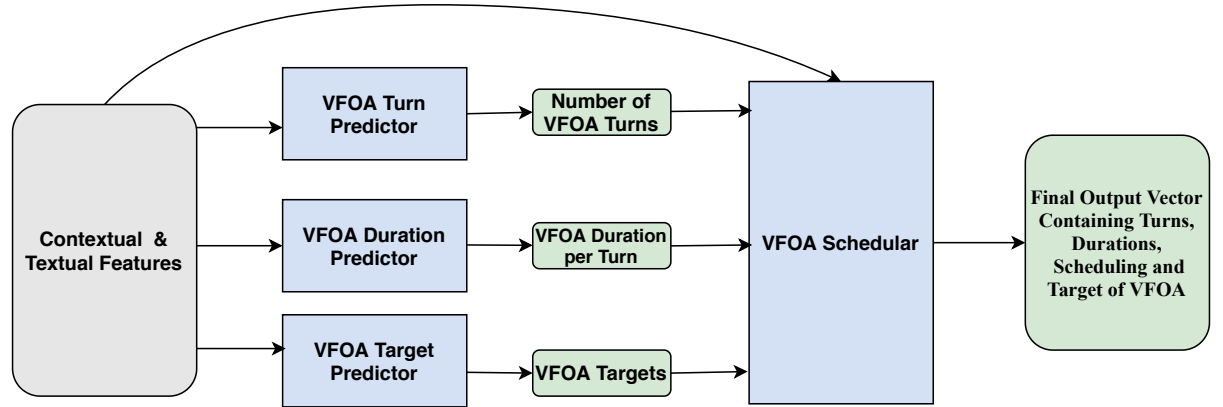 Contextual &
Textual Features
VFOA Turn
Predictor
Number of
VFOA Turns
VFOA Duration
Predictor
VFOA Duration
per Turn
VFOA Target
Predictor
VFOA Targets
VFOA Schedular
Final Output Vector
Containing Turns,
Durations,
Scheduling and
Target of VFOA